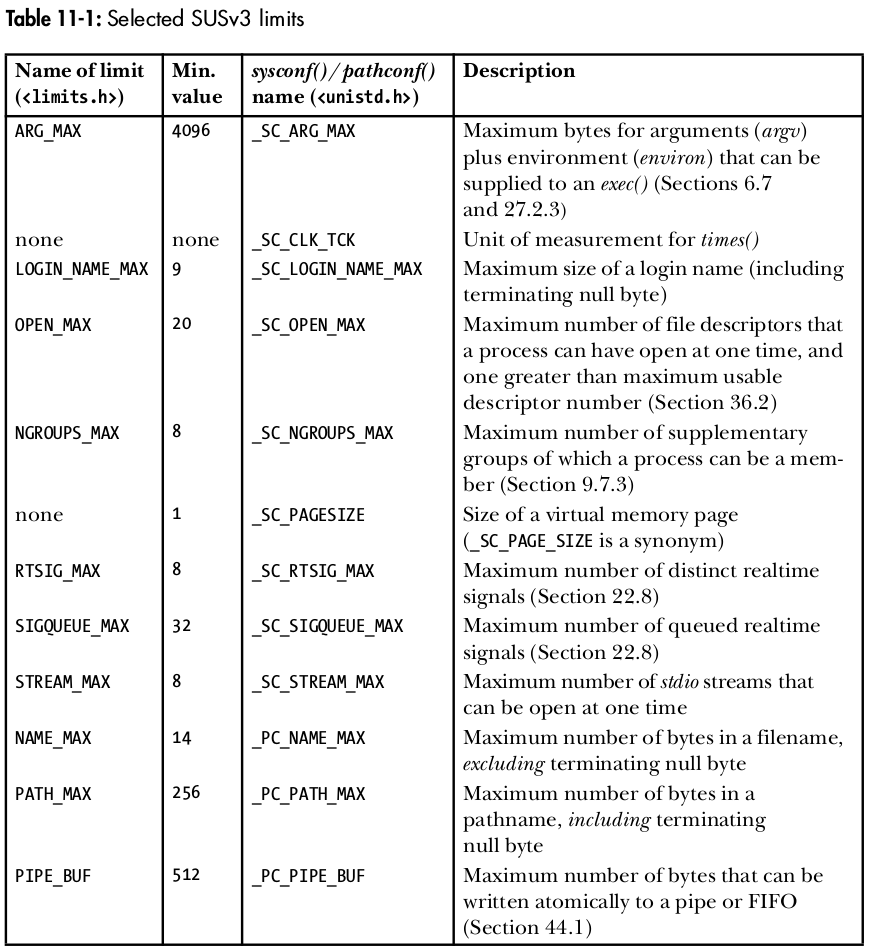 Table 11-1: Selected SUSv3 limits
Name of limit (<limits.h>) Min. value sysconf()/pathconf() name (<unistd.h>) Description
ARG_MAX 4096 _SC_ARG_MAX Maximum bytes for arguments (argv)
plus environment (environ) that can be
supplied to an exec() (Sections 6.7
and 27.2.3)
none none _SC_CLK_TCK Unit of measurement for times()
LOGIN_NAME_MAX 9 _SC_LOGIN_NAME_MAX Maximum size of a login name (including
terminating null byte)
OPEN_MAX 20 _SC_OPEN_MAX Maximum number of file descriptors that
a process can have open at one time, and
one greater than maximum usable
descriptor number (Section 36.2)
NGROUPS_MAX 8 _SC_NGROUPS_MAX Maximum number of supplementary
groups of which a process can be a mem-
ber (Section 9.7.3)
none 1 _SC_PAGESIZE Size of a virtual memory page
(_SC_PAGE_SIZE is a synonym)
RTSIG_MAX 8 _SC_RTSIG_MAX Maximum number of distinct realtime
signals (Section 22.8)
SIGQUEUE_MAX 32 _SC_SIGQUEUE_MAX Maximum number of queued realtime
signals (Section 22.8)
STREAM_MAX 8 _SC_STREAM_MAX Maximum number of stdio streams that
can be open at one time
NAME_MAX 14 _PC_NAME_MAX Maximum number of bytes in a filename,
excluding terminating null byte
PATH_MAX 256 _PC_PATH_MAX Maximum number of bytes in a
pathname, including terminating
null byte
PIPE_BUF 512 _PC_PIPE_BUF Maximum number of bytes that can be
written atomically to a pipe or FIFO
(Section 44.1)